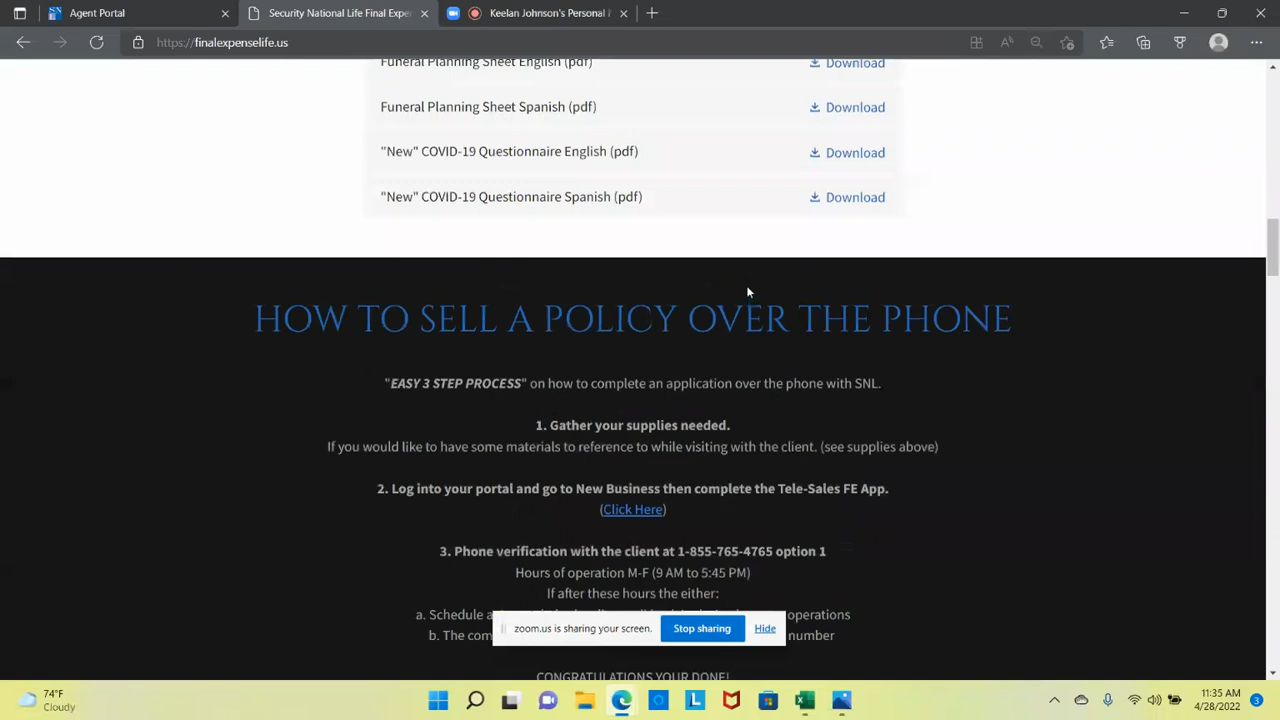 Agent Portal
Security National Life Final Expe
Keelan Johnson's Personal
https://finalexpenselife.us
Funeral Planning Sheet English (pdf)
Download
Funeral Planning Sheet Spanish (pdf)
Download
"New" COVID-19 Questionnaire English (pdf)
Download
"New" COVID-19 Questionnaire Spanish (pdf)
Download
HOW TO SELL A POLICY OVER THE PHONE
"EASY 3 STEP PROCESS" on how to complete an application over the phone with SNL.
1. Gather your supplies needed.
If you would like to have some materials to reference to while visiting with the client. (see supplies above)
2. Log into your portal and go to New Business then complete the Tele-Sales FE App.
(Click Here)
3. Phone verification with the client at 1-855-765-4765 option 1
Hours of operation M-F (9 AM to 5:45 PM)
If after these hours the either:
a. Schedule a operations
zoom.us is sharing your screen.
Stop sharing
Hide
b. The com number
CONGRATULATIONS YOUR DONE!
74°F
Cloudy
11:35 AM
4/28/2022
3